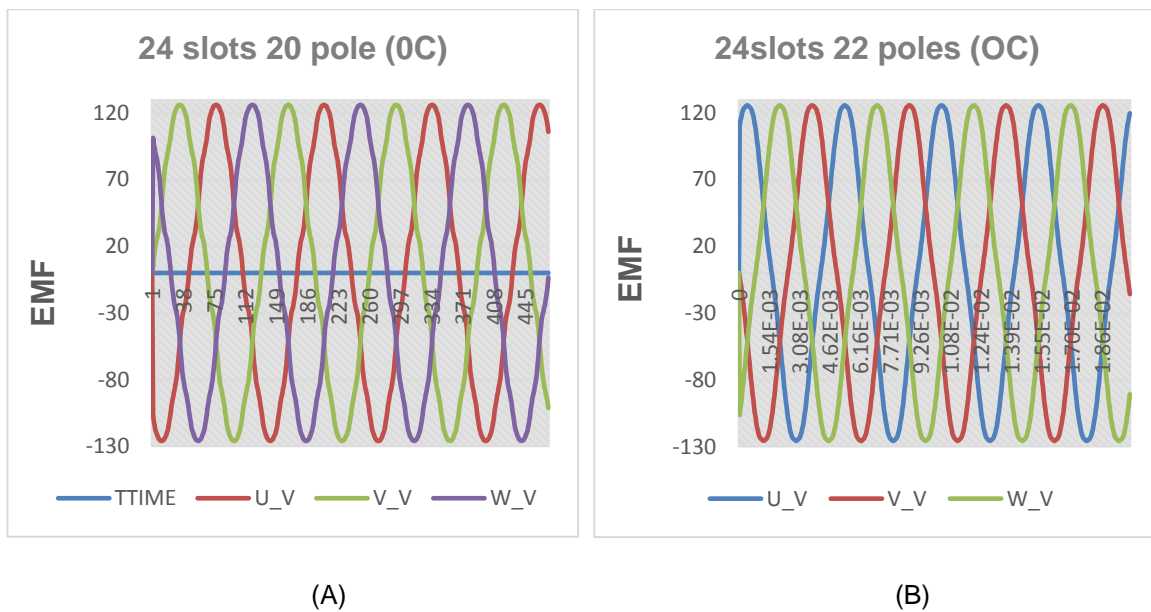 24 slots 20 pole (0C)
EMF
120
70
20
-30
-80
-130
1
38
75
112
149
186
223
260
297
334
371
408
445
TTIME U_V V_V W_V
(A)
24slots 22 poles (OC)
EMF
120
70
20
-30
-80
-130
0
1.54E-03
3.08E-03
4.62E-03
6.16E-03
7.71E-03
9.26E-03
1.08E-02
1.24E-02
1.39E-02
1.55E-02
1.70E-02
1.86E-02
U_V V_V W_V
(B)